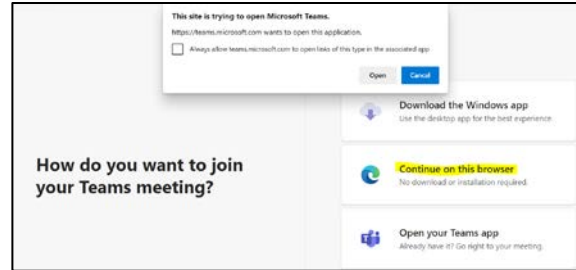 This site is trying to open Microsoft Teams.
https://teams.microsoft.com wants to open this application.
Always allow teams.microsoft.com to open links of this type in the associated app
Open
Cancel
How do you want to join
your Teams meeting?
Download the Windows app
Use the desktop app for the best experience.
Continue on this browser
No download or installation required.
Open your Teams app
Already have it? Go right to your meeting.